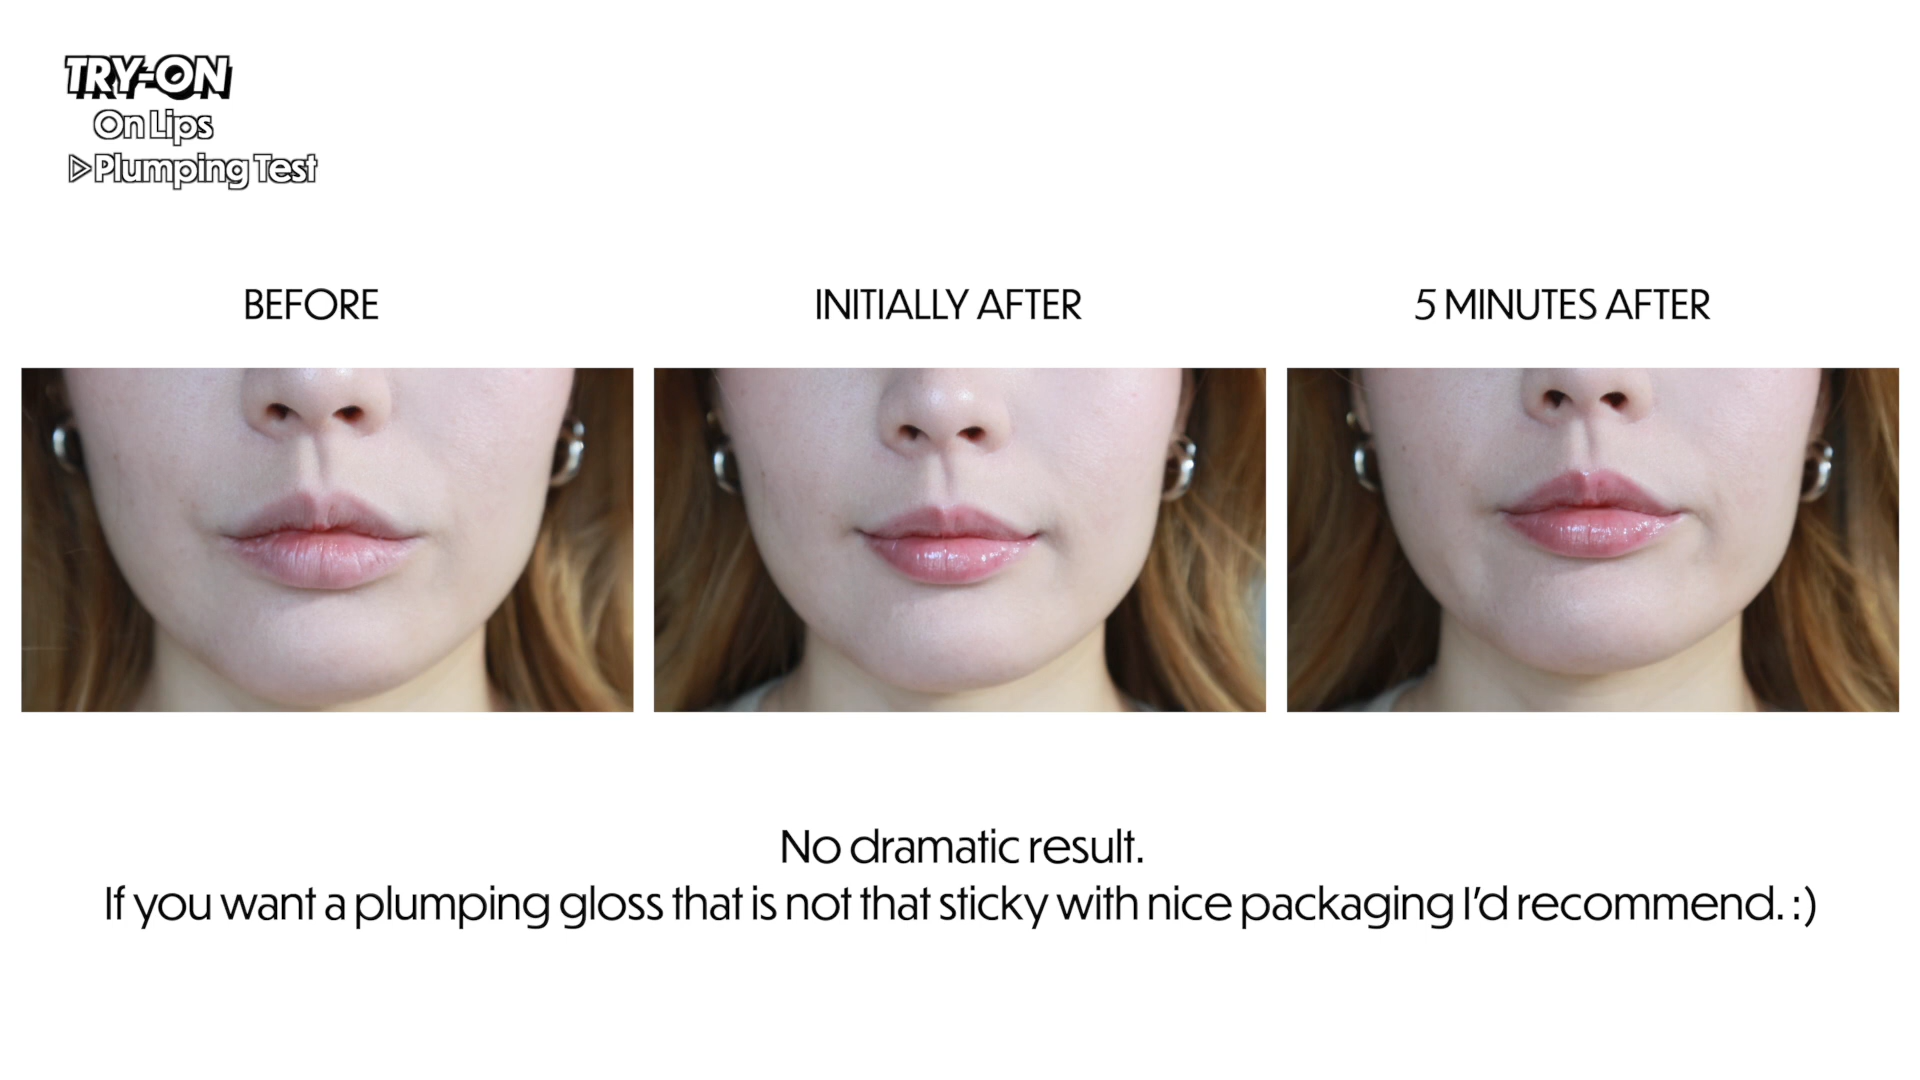 TRY-ON
On Lips
▷Plumping Test
BEFORE
INITIALLY AFTER
5 MINUTES AFTER
No dramatic result.
If you want a plumping gloss that is not that sticky with nice packaging I'd recommend. :)